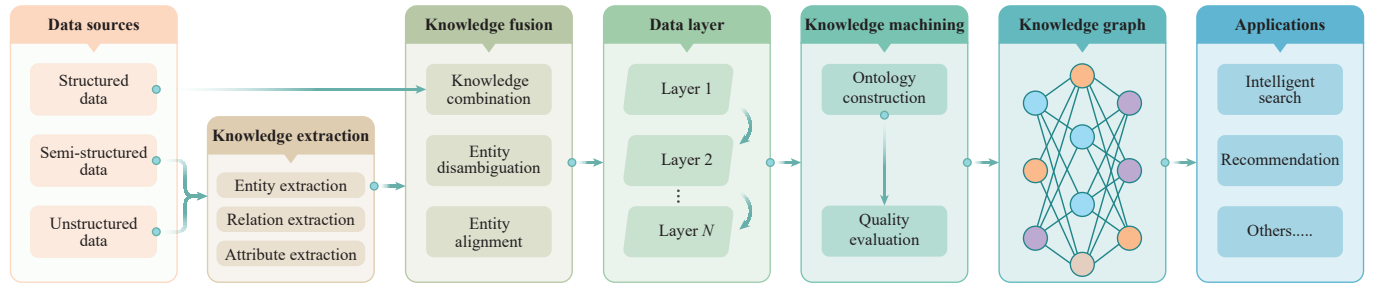 Data sources
Structured
data
Semi-structured
data
Unstructured
data
Knowledge extraction
Entity extraction
Relation extraction
Attribute extraction
Knowledge fusion
Knowledge
combination
Entity
disambiguation
Entity
alignment
Data layer
Layer 1
Layer 2
⋮
Layer N
Knowledge machining
Ontology
construction
Quality
evaluation
Knowledge graph
Applications
Intelligent
search
Recommendation
Others.....